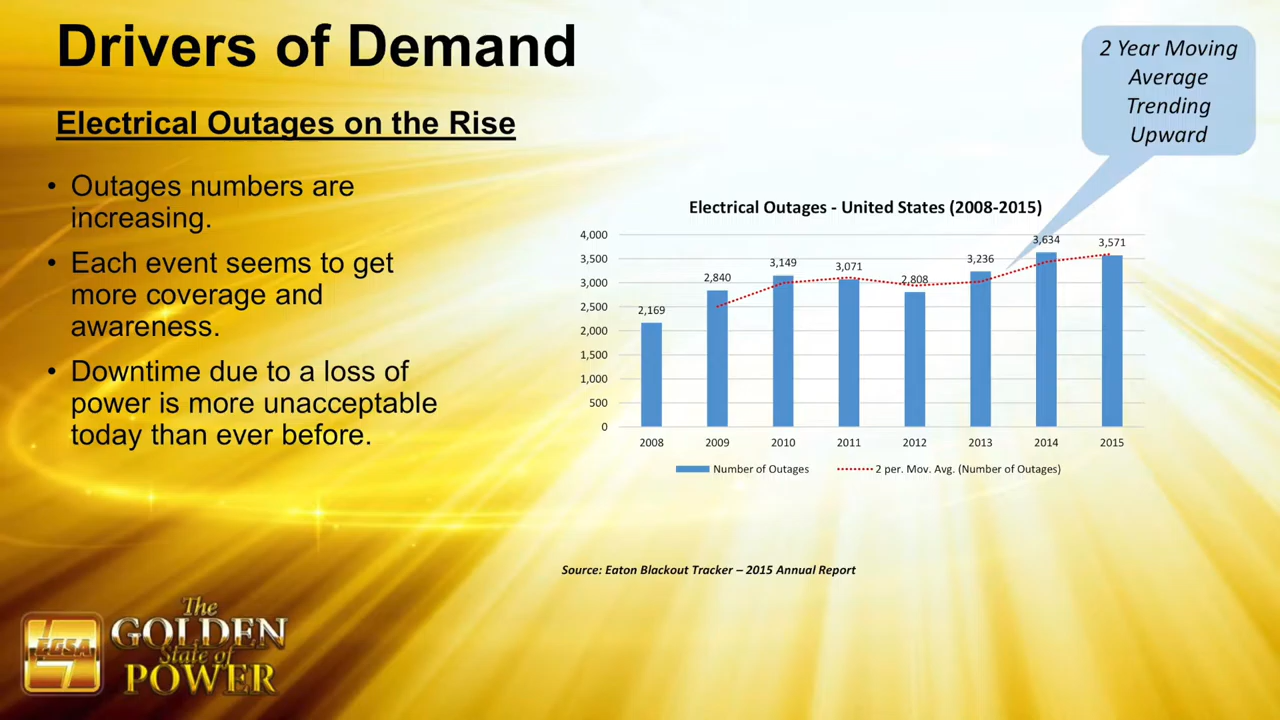 Drivers of Demand
Electrical Outages on the Rise
• Outages numbers are
increasing.
• Each event seems to get
more coverage and
awareness.
• Downtime due to a loss of
power is more unacceptable
today than ever before.
2 Year Moving
Average
Trending
Upward
Electrical Outages - United States (2008-2015)
4,000
3,500
3,000
2,500
2,000
1,500
1,000
500
0
2,169
2,840
3,149
3,071
2,808
3,236
3,634
3,571
2008 2009 2010 2011 2012 2013 2014 2015
Number of Outages 2 per. Mov. Avg. (Number of Outages)
Source: Eaton Blackout Tracker – 2015 Annual Report
EGSA
The
GOLDEN
State of
POWER